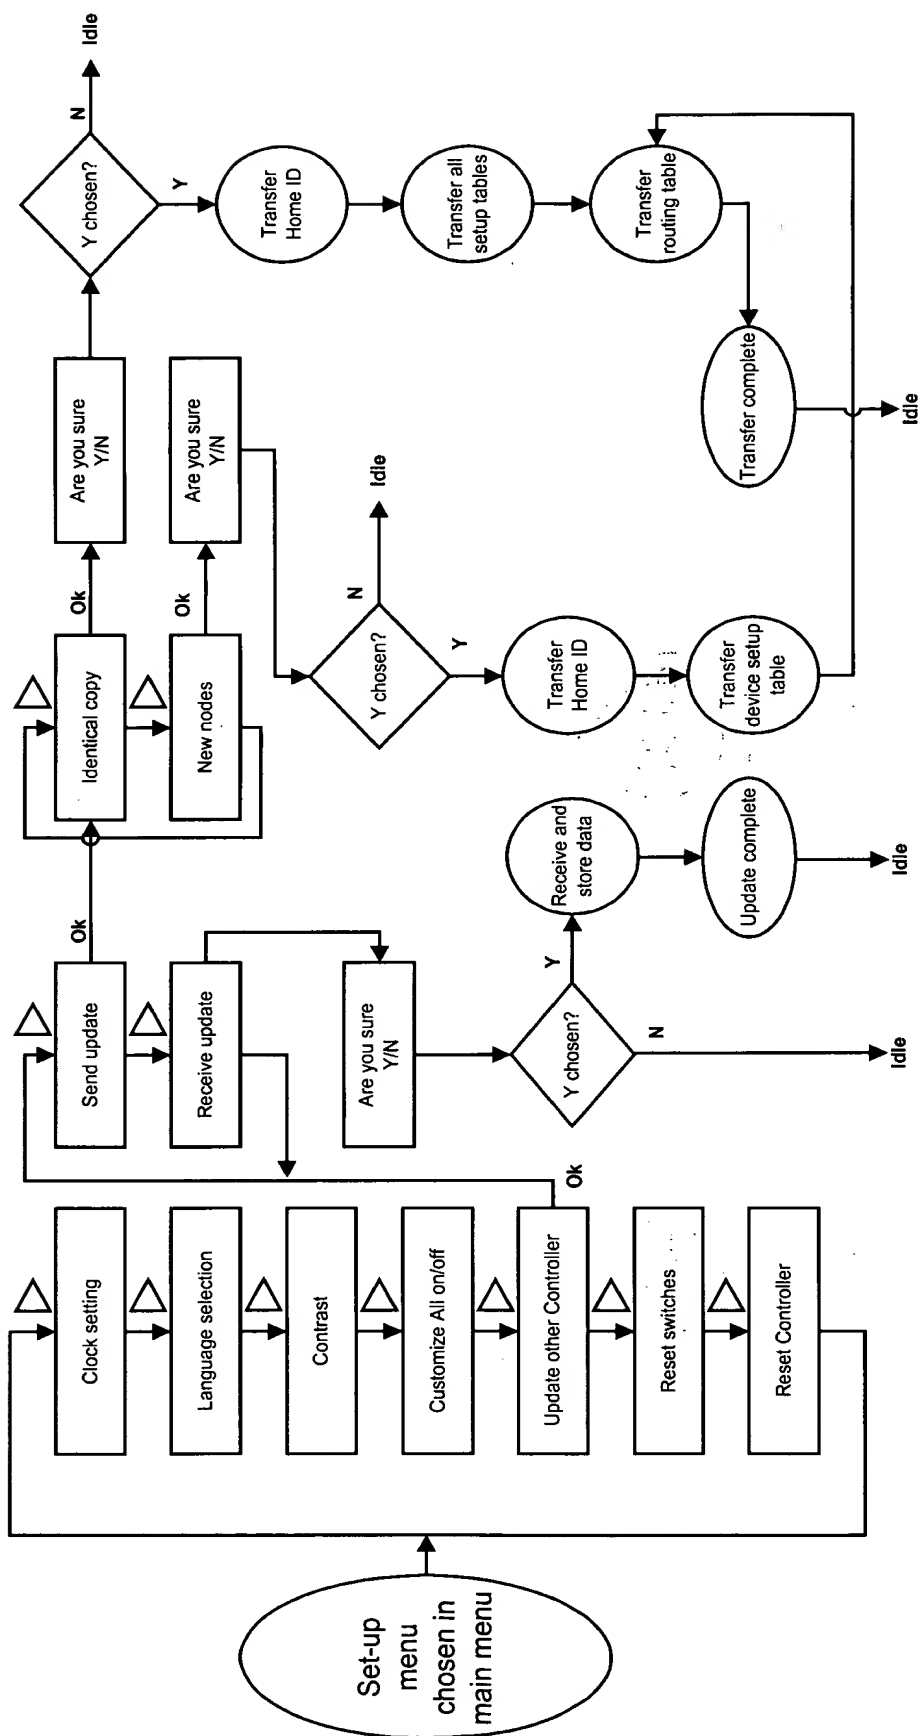 Set-up
menu
chosen in
main menu
Clock setting
Language selection
Contrast
Customize All on/off
Update other Controller
Reset switches
Reset Controller
Ok
Send update
Receive update
Ok
Are you sure
Y/N
Y chosen?
Y
N
Idle
Receive and
store data
Update complete
Idle
Identical copy
New nodes
Ok
Ok
Are you sure
Y/N
Are you sure
Y/N
Y chosen?
N
Idle
Y
Transfer
Home ID
Transfer
device setup
table
Y chosen?
N
Idle
Y
Transfer
Home ID
Transfer all
setup tables
Transfer
routing table
Transfer complete
Idle